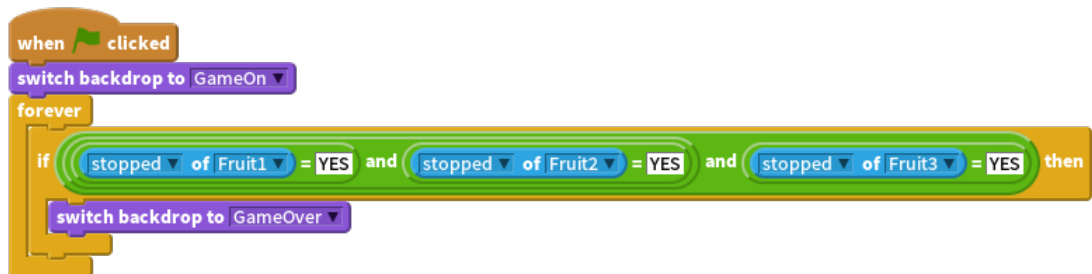 when clicked
switch backdrop to GameOn
forever
if stopped of Fruit1 = YES and stopped of Fruit2 = YES and stopped of Fruit3 = YES then
switch backdrop to GameOver